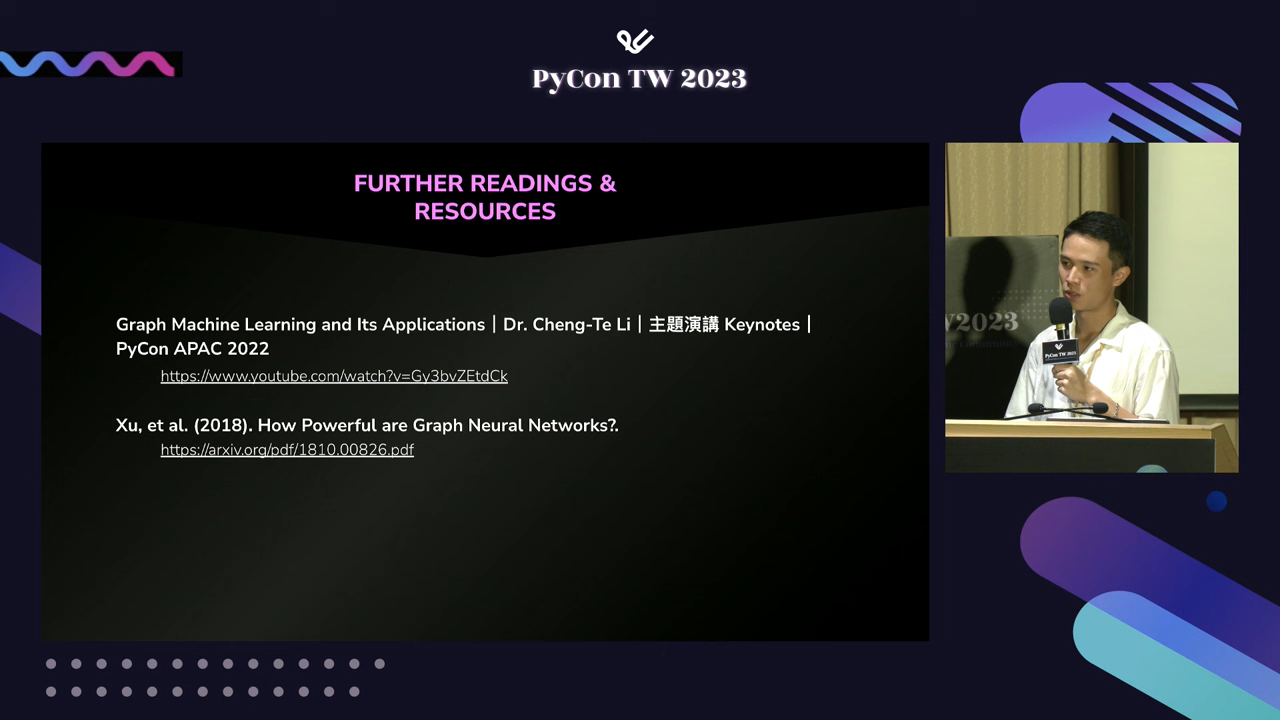 PyCon TW 2023
FURTHER READINGS &
RESOURCES
Graph Machine Learning and Its Applications｜Dr. Cheng-Te Li｜主題演講 Keynotes｜
PyCon APAC 2022
https://www.youtube.com/watch?v=Gy3bvZEtdCk
Xu, et al. (2018). How Powerful are Graph Neural Networks?.
https://arxiv.org/pdf/1810.00826.pdf
W2023
PyCon TW 2023